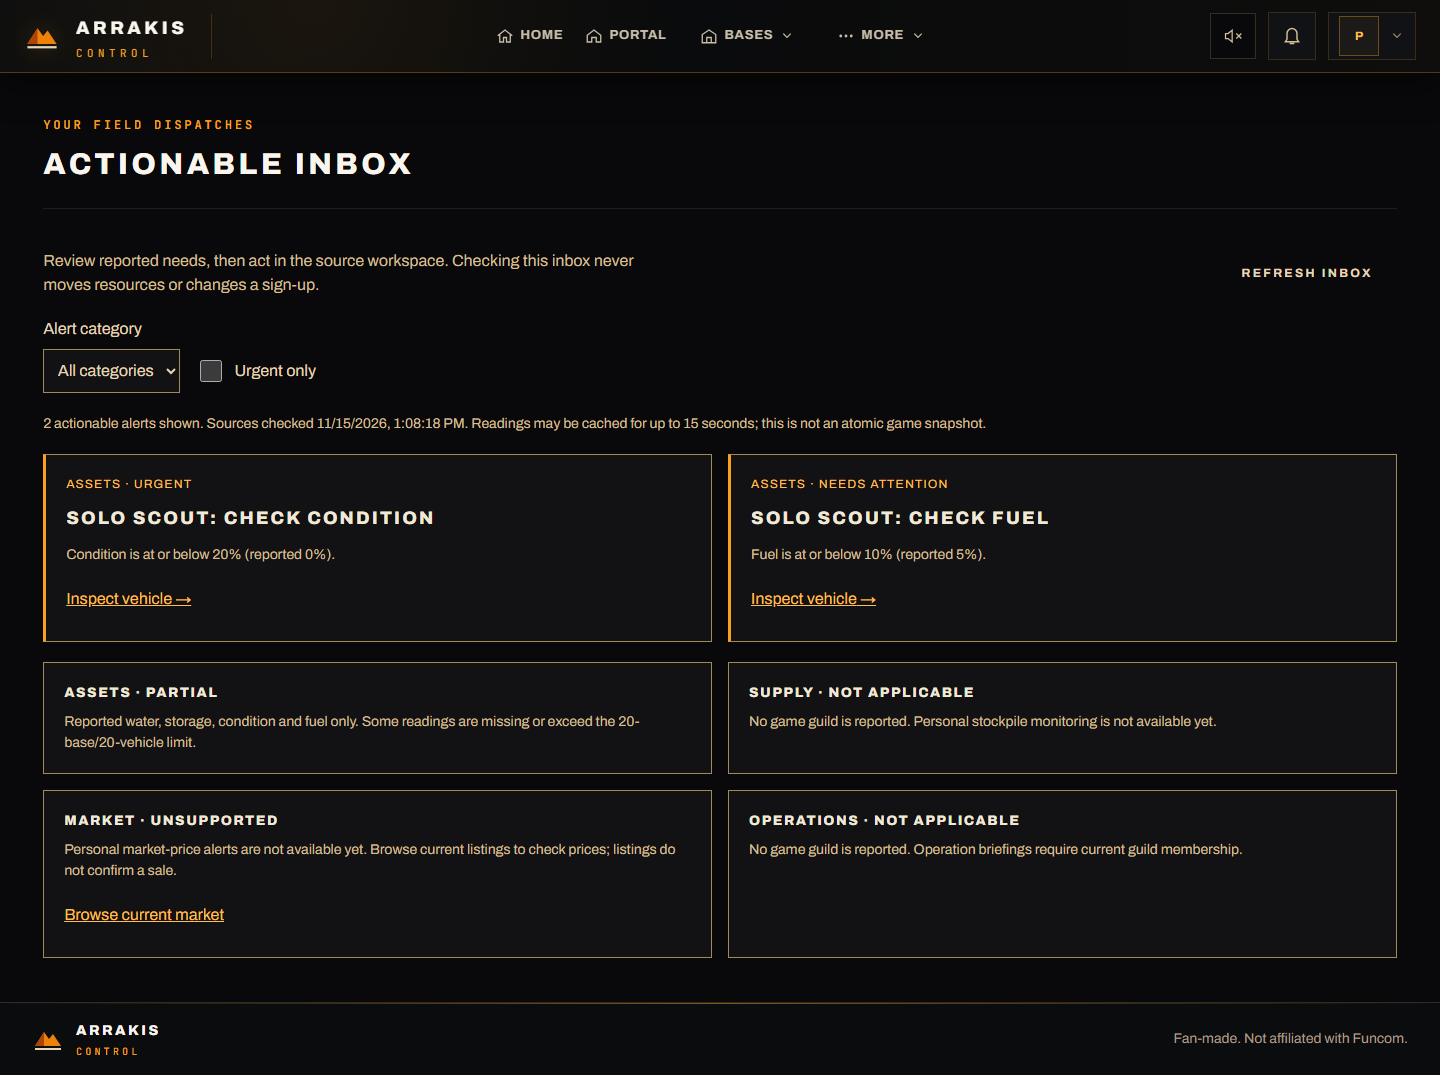 ARRAKIS
CONTROL
HOME
PORTAL
BASES
MORE
P
YOUR FIELD DISPATCHES
ACTIONABLE INBOX
Review reported needs, then act in the source workspace. Checking this inbox never
moves resources or changes a sign-up.
REFRESH INBOX
Alert category
All categories
Urgent only
2 actionable alerts shown. Sources checked 11/15/2026, 1:08:18 PM. Readings may be cached for up to 15 seconds; this is not an atomic game snapshot.
ASSETS · URGENT
SOLO SCOUT: CHECK CONDITION
Condition is at or below 20% (reported 0%).
Inspect vehicle →
ASSETS · NEEDS ATTENTION
SOLO SCOUT: CHECK FUEL
Fuel is at or below 10% (reported 5%).
Inspect vehicle →
ASSETS · PARTIAL
Reported water, storage, condition and fuel only. Some readings are missing or exceed the 20-
base/20-vehicle limit.
SUPPLY · NOT APPLICABLE
No game guild is reported. Personal stockpile monitoring is not available yet.
MARKET · UNSUPPORTED
Personal market-price alerts are not available yet. Browse current listings to check prices; listings do
not confirm a sale.
Browse current market
OPERATIONS · NOT APPLICABLE
No game guild is reported. Operation briefings require current guild membership.
ARRAKIS
CONTROL
Fan-made. Not affiliated with Funcom.